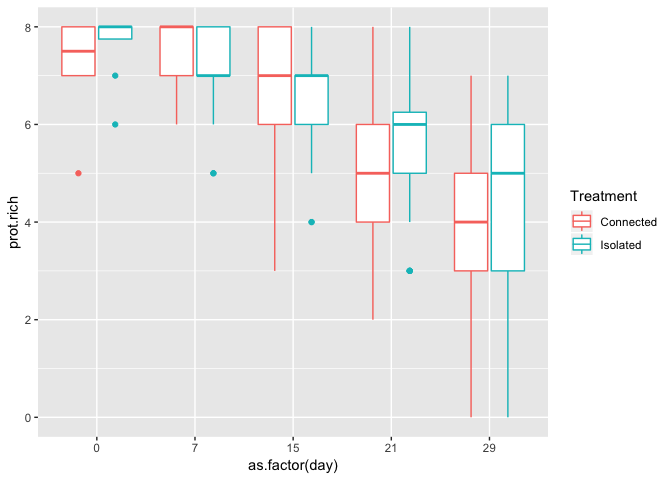 8
6
4
2
0
prot.rich
0 7 15 21 29
as.factor(day)
Treatment
Connected
Isolated